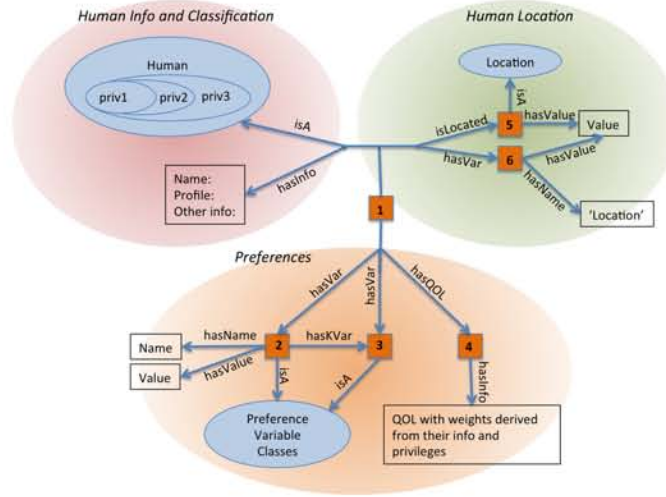 Human Info and Classification
Human Location
Human
priv1
priv2
priv3
Location
isA
isA
isLocated
5
hasValue
Value
hasVar
6
hasValue
hasName
'Location'
hasInfo
Name:
Profile:
Other info:
1
Preferences
hasVar
hasVar
hasQOL
Name
hasName
2
hasKVar
3
4
Value
hasValue
isA
isA
hasInfo
Preference
Variable
Classes
QOL with weights derived
from their info and
privileges